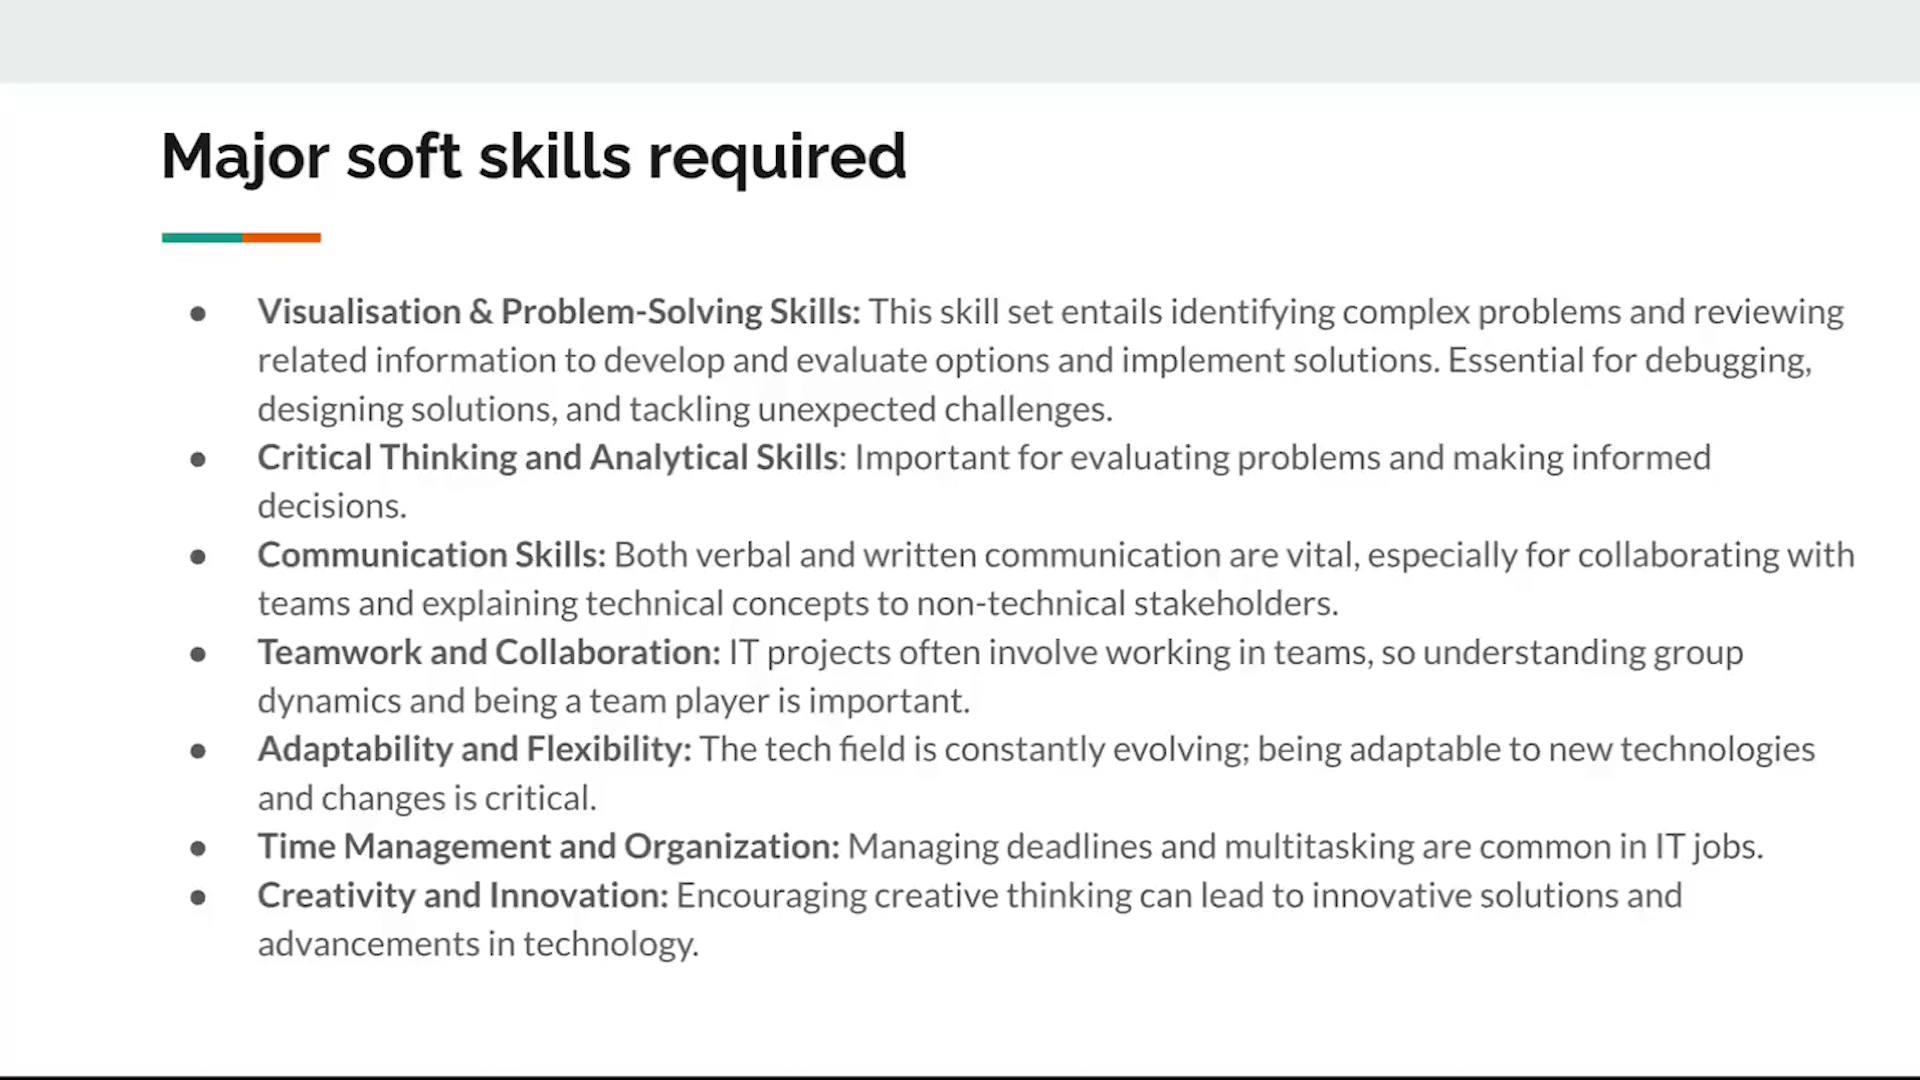 Major soft skills required
● Visualisation & Problem-Solving Skills: This skill set entails identifying complex problems and reviewing
related information to develop and evaluate options and implement solutions. Essential for debugging,
designing solutions, and tackling unexpected challenges.
● Critical Thinking and Analytical Skills: Important for evaluating problems and making informed
decisions.
● Communication Skills: Both verbal and written communication are vital, especially for collaborating with
teams and explaining technical concepts to non-technical stakeholders.
● Teamwork and Collaboration: IT projects often involve working in teams, so understanding group
dynamics and being a team player is important.
● Adaptability and Flexibility: The tech field is constantly evolving; being adaptable to new technologies
and changes is critical.
● Time Management and Organization: Managing deadlines and multitasking are common in IT jobs.
● Creativity and Innovation: Encouraging creative thinking can lead to innovative solutions and
advancements in technology.